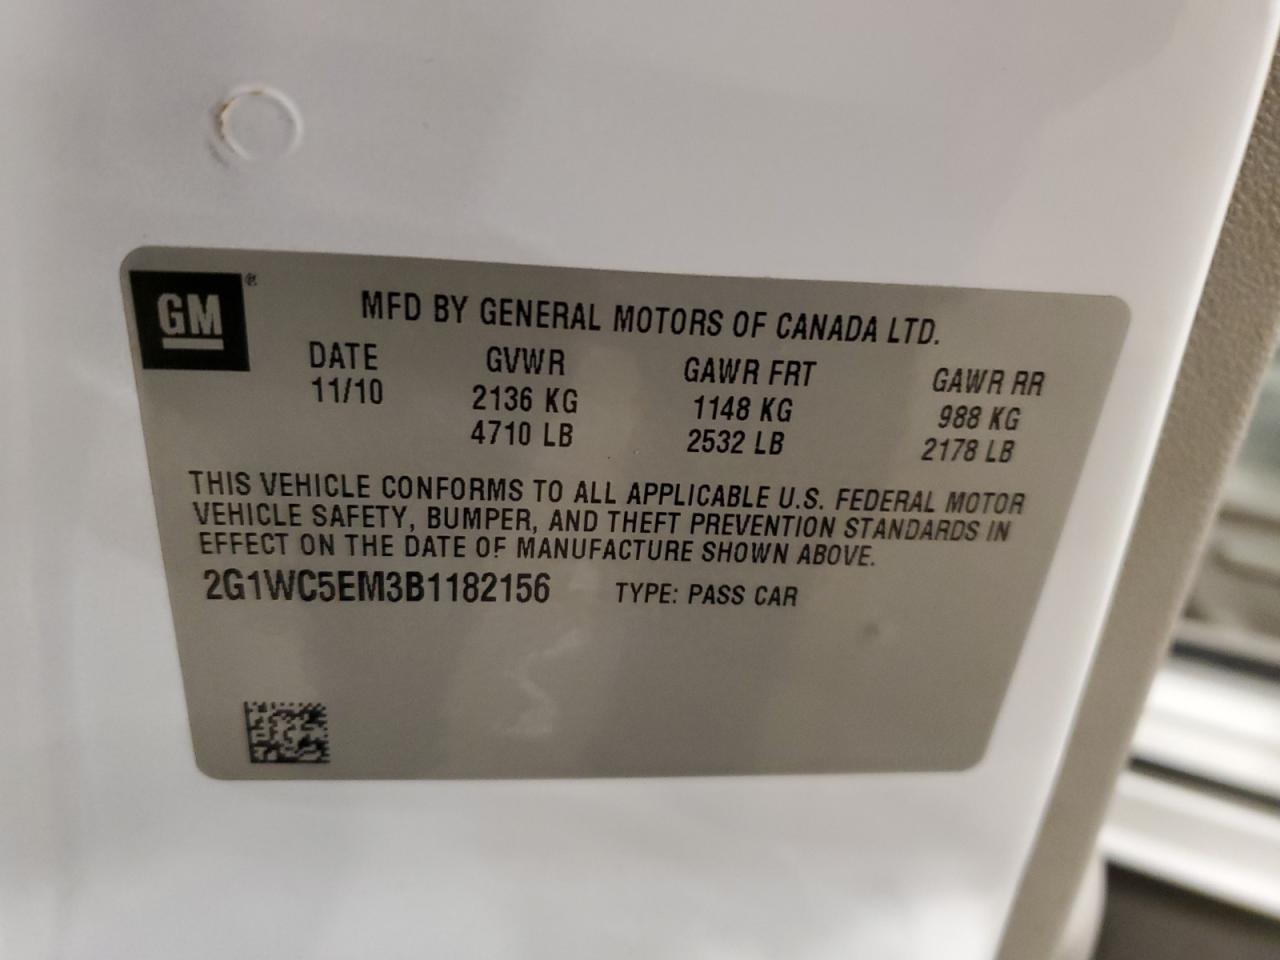 GM ®
MFD BY GENERAL MOTORS OF CANADA LTD.
DATE GVWR GAWR FRT GAWR RR
11/10 2136 KG 1148 KG 988 KG
4710 LB 2532 LB 2178 LB
THIS VEHICLE CONFORMS TO ALL APPLICABLE U.S. FEDERAL MOTOR
VEHICLE SAFETY, BUMPER, AND THEFT PREVENTION STANDARDS IN
EFFECT ON THE DATE OF MANUFACTURE SHOWN ABOVE.
2G1WC5EM3B1182156 TYPE: PASS CAR